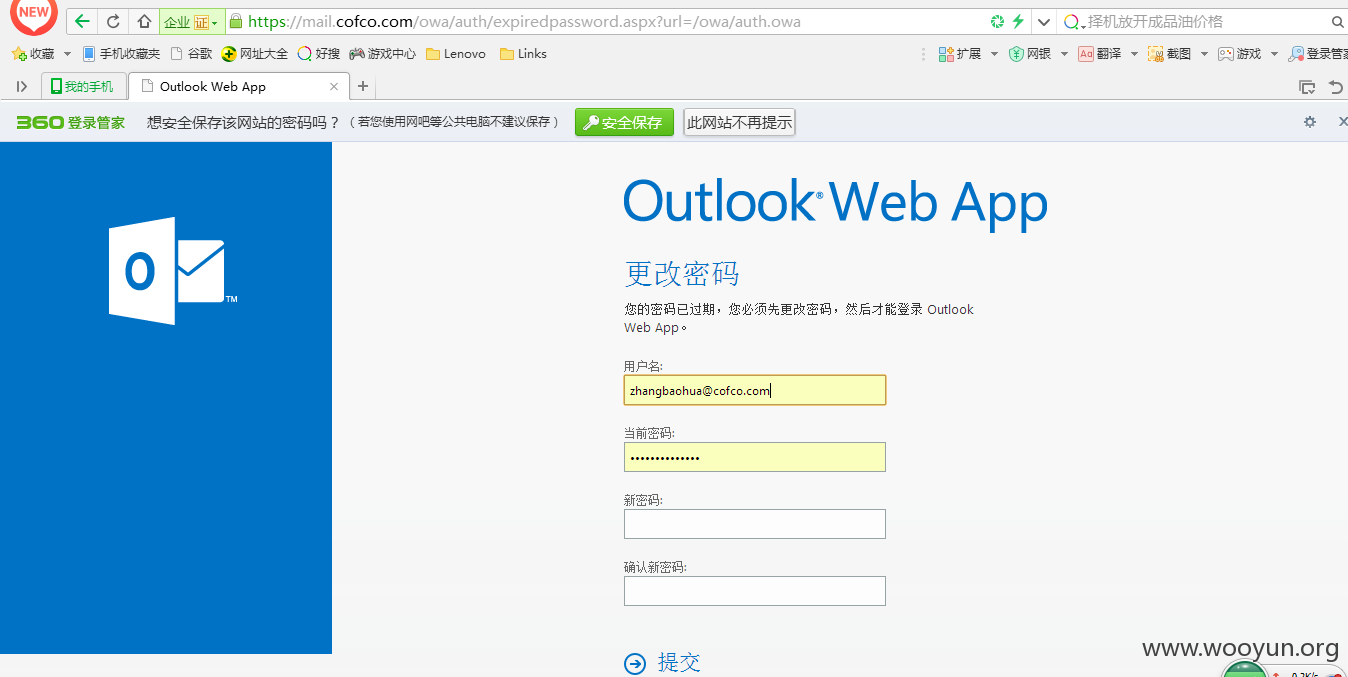 NEW
企业 证
https://mail.cofco.com/owa/auth/expiredpassword.aspx?url=/owa/auth.owa
择机放开成品油价格
收藏 手机收藏夹 谷歌 网址大全 好搜 游戏中心 Lenovo Links 扩展 网银 Aa 翻译 截图 游戏 登录管家
我的手机 Outlook Web App
360 登录管家 想安全保存该网站的密码吗？（若您使用网吧等公共电脑不建议保存） 安全保存 此网站不再提示
Outlook® Web App
O
TM
更改密码
您的密码已过期，您必须先更改密码，然后才能登录 Outlook
Web App。
用户名:
zhangbaohua@cofco.com
当前密码:
新密码:
确认新密码:
提交
www.wooyun.org